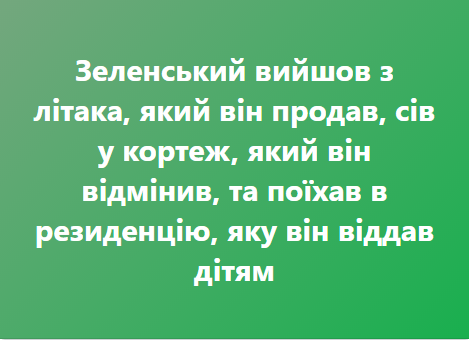 Зеленський вийшов з
літака, який він продав, сів
у кортеж, який він
відмінив, та поїхав в
резиденцію, яку він віддав
дітям